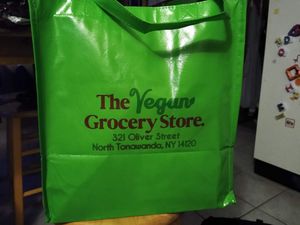 The Vegan
Grocery Store.
321 Oliver Street
North Tonawanda, NY 14120